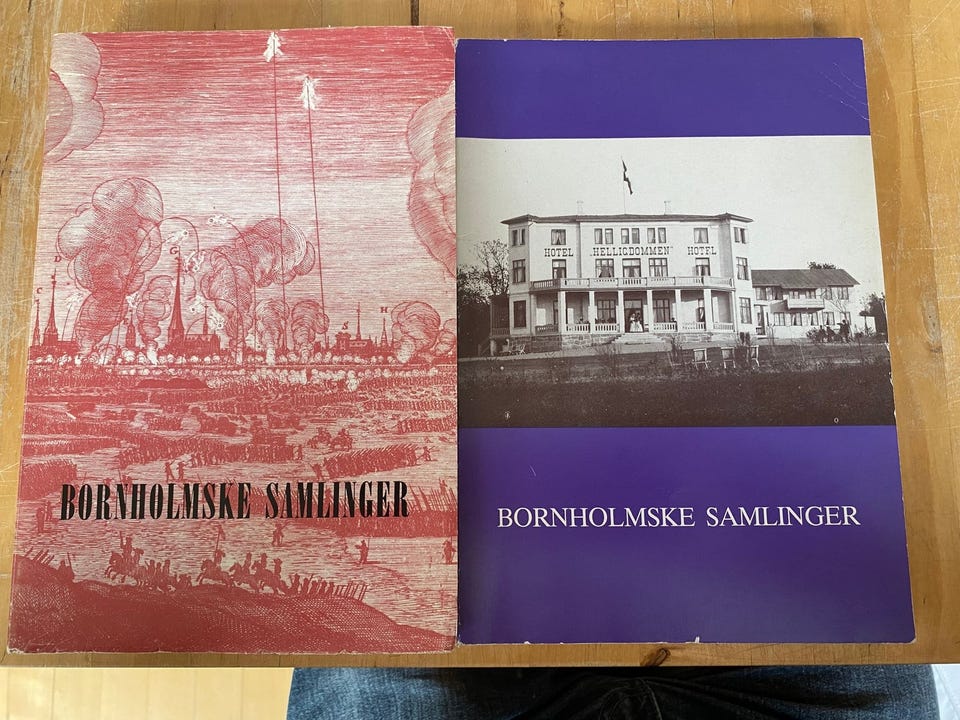 D
C
G
S
H
BORNHOLMSKE SAMLINGER
HOTEL „HELLIGDOMMEN" HOTEL
BORNHOLMSKE SAMLINGER